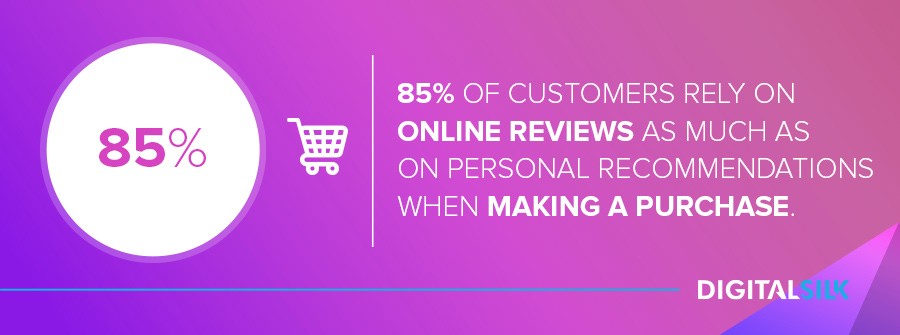 85%
85% OF CUSTOMERS RELY ON
ONLINE REVIEWS AS MUCH AS
ON PERSONAL RECOMMENDATIONS
WHEN MAKING A PURCHASE.
DIGITALSILK